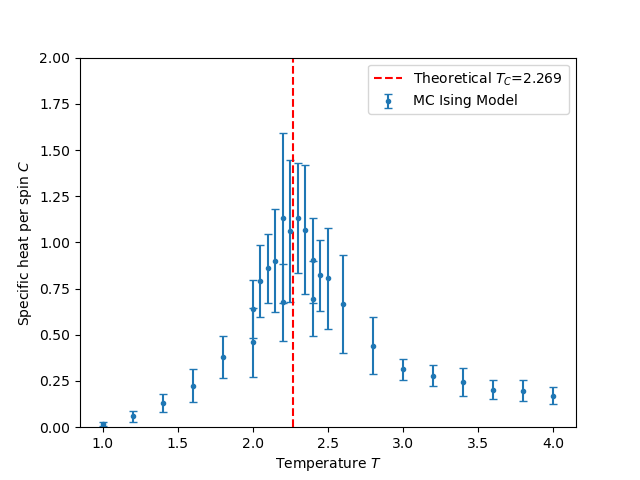 2.00
1.75
1.50
1.25
1.00
0.75
0.50
0.25
0.00
Specific heat per spin C
Theoretical T_C=2.269
MC Ising Model
1.0 1.5 2.0 2.5 3.0 3.5 4.0
Temperature T